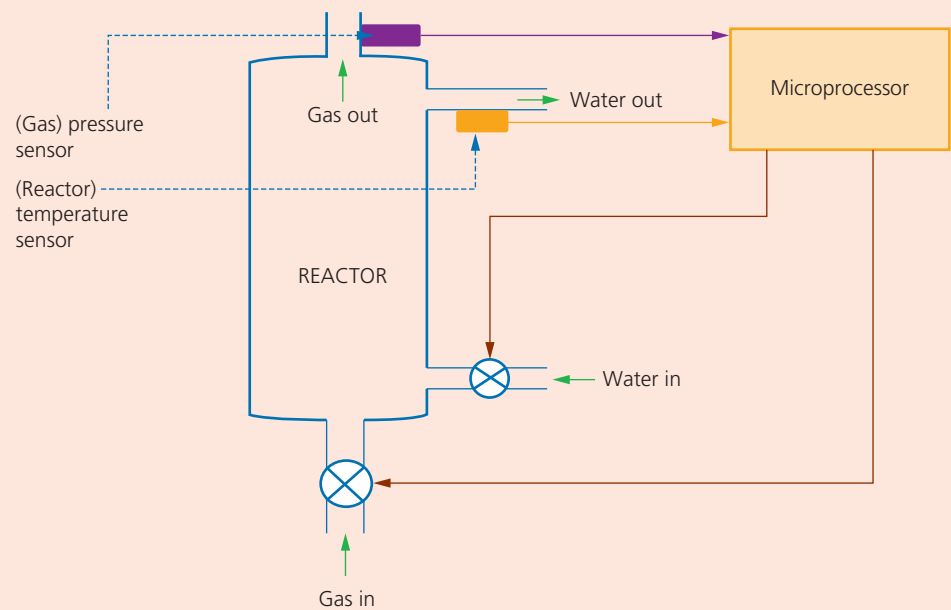 Microprocessor
Gas out
Water out
(Gas) pressure
sensor
(Reactor)
temperature
sensor
REACTOR
Water in
Gas in